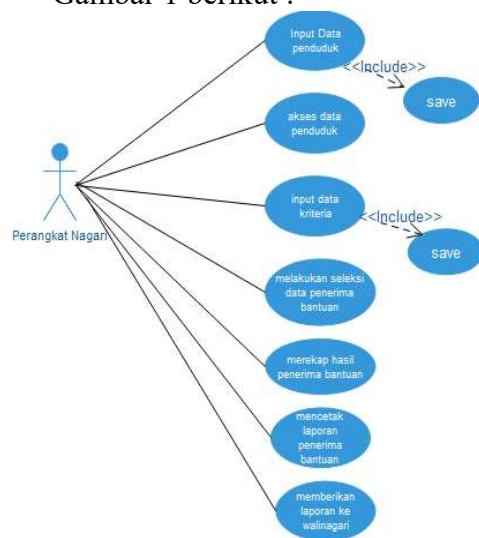 Gambar 1 berikut :
Input Data
penduduk
<<Include>>
save
akses data
penduduk
Perangkat Nagari
input data
kriteria
<<Include>>
save
melakukan seleksi
data penerima
bantuan
merekap hasil
penerima bantuan
mencetak
laporan
penerima
bantuan
memberikan
laporan ke
walinagari